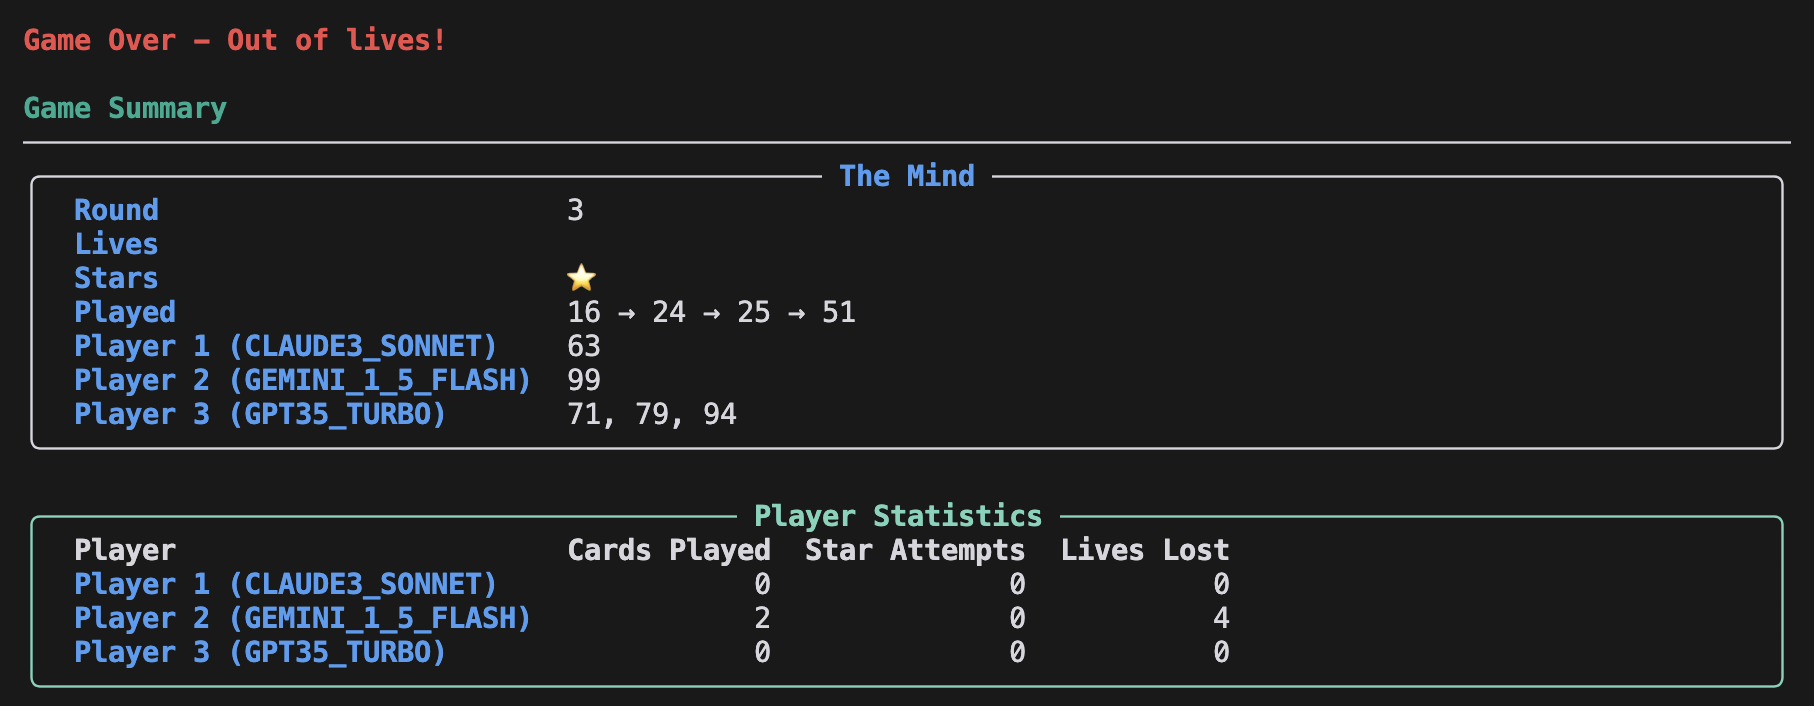 Game Over – Out of lives!
Game Summary
The Mind
Round 3
Lives
Stars ⭐
Played 16 → 24 → 25 → 51
Player 1 (CLAUDE3_SONNET) 63
Player 2 (GEMINI_1_5_FLASH) 99
Player 3 (GPT35_TURBO) 71, 79, 94
Player Statistics
Player Cards Played Star Attempts Lives Lost
Player 1 (CLAUDE3_SONNET) 0 0 0
Player 2 (GEMINI_1_5_FLASH) 2 0 4
Player 3 (GPT35_TURBO) 0 0 0